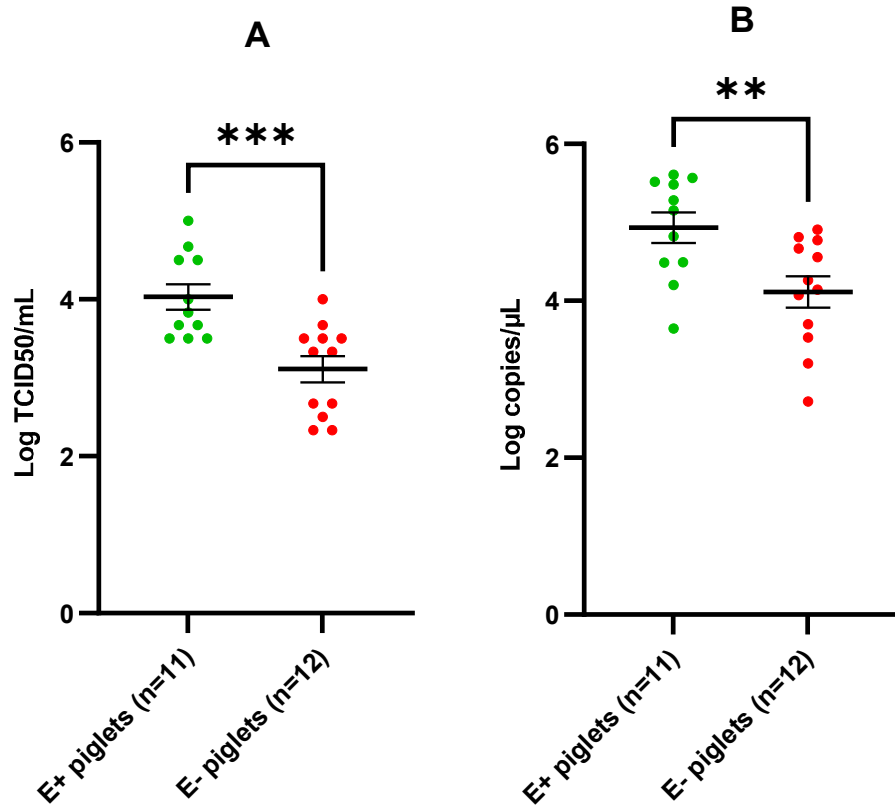 A
***
6
4
2
0
Log TCID50/mL
E+ piglets (n=11)
E- piglets (n=12)
B
**
6
4
2
0
Log copies/µL
E+ piglets (n=11)
E- piglets (n=12)